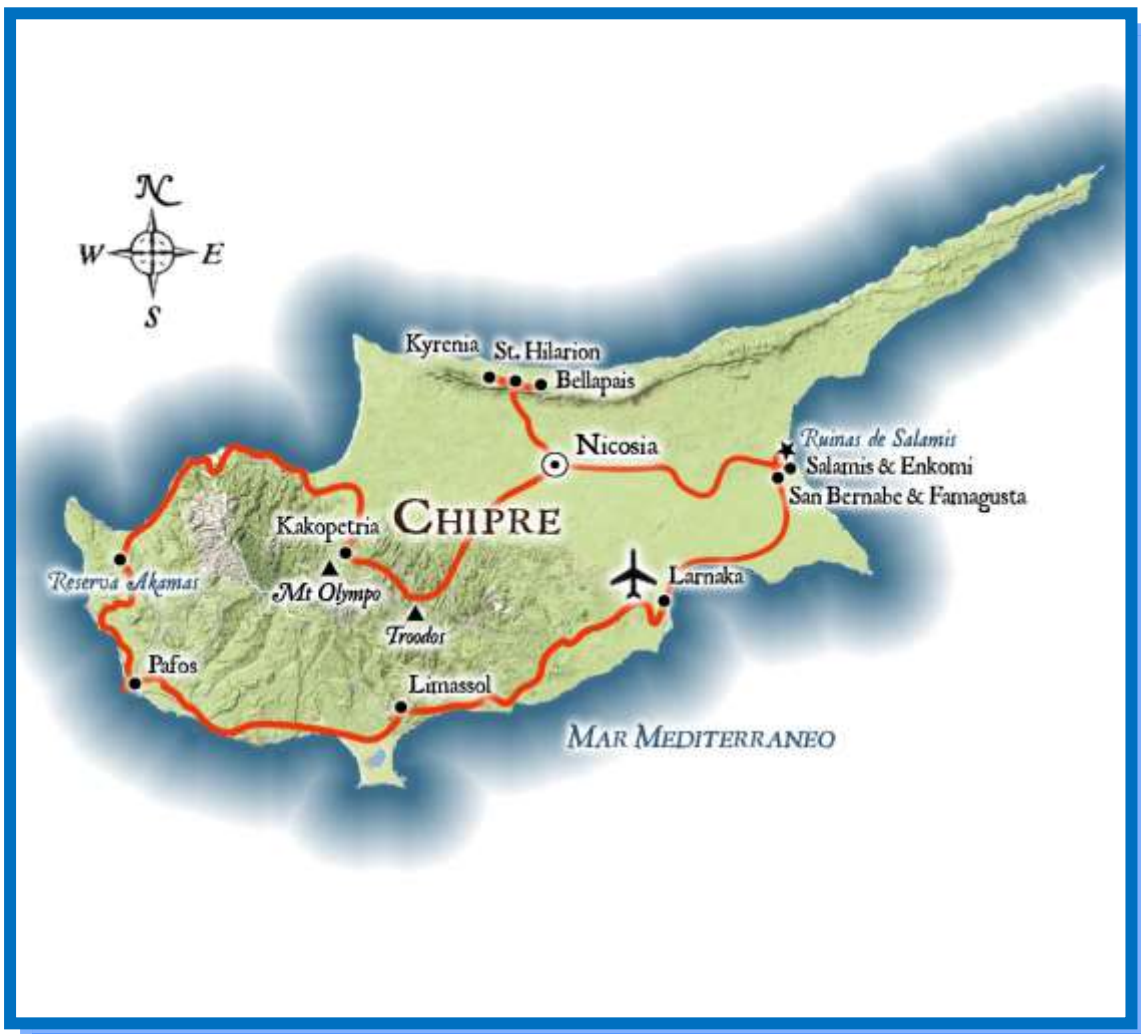 N
W E
S
Kyrenia
St. Hilarion
Bellapais
Nicosia
Ruinas de Salamis
Salamis & Enkomi
San Bernabe & Famagusta
CHIPRE
Kakopetria
Reserva Akamas
Mt Olympo
Larnaka
Troodos
Pafos
Limassol
MAR MEDITERRANEO